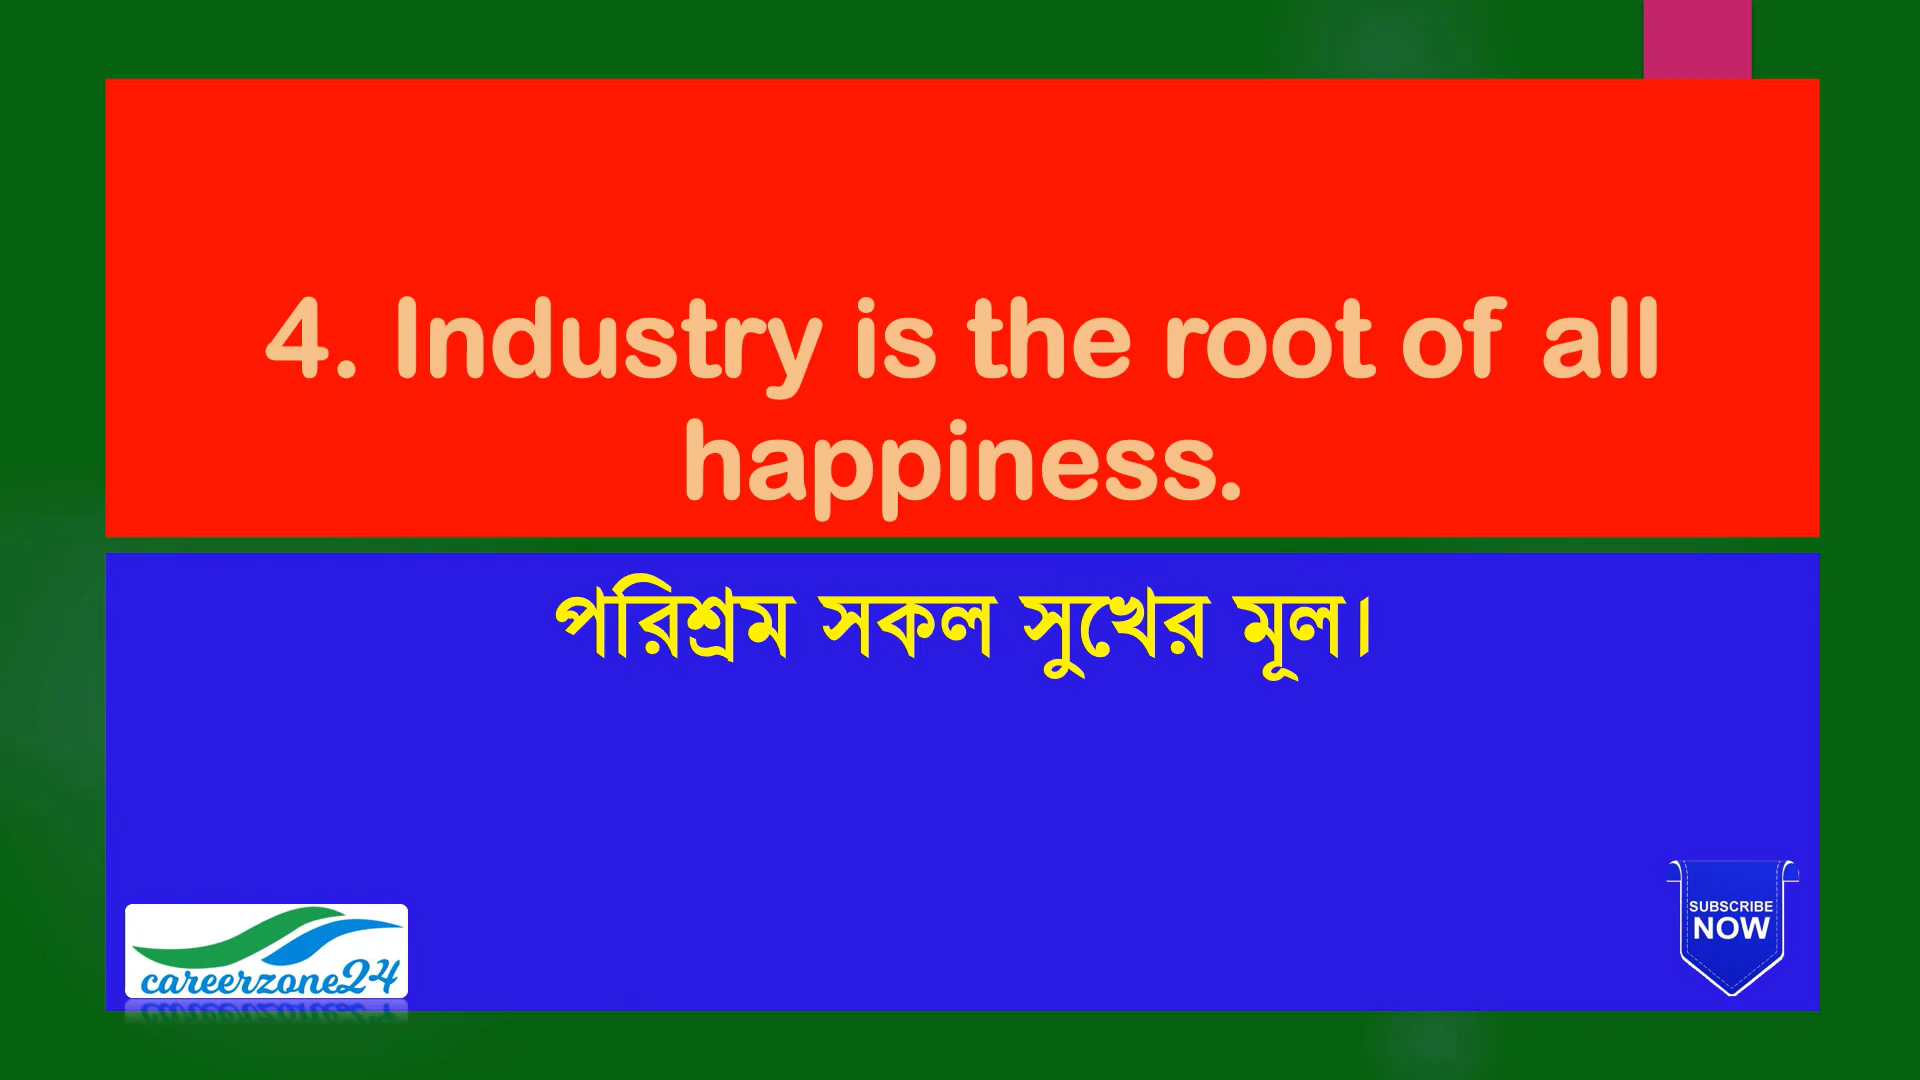 4. Industry is the root of all
happiness.
পরিশ্রম সকল সুখের মূল।
careerzone24
SUBSCRIBE
NOW